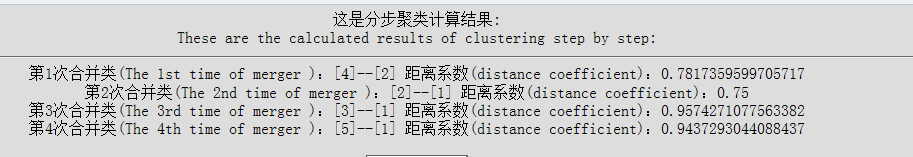 这是分步聚类计算结果:
These are the calculated results of clustering step by step:
第1次合并类(The 1st time of merger ): [4]--[2] 距离系数(distance coefficient): 0.7817359599705717
第2次合并类(The 2nd time of merger ): [2]--[1] 距离系数(distance coefficient): 0.75
第3次合并类(The 3rd time of merger ): [3]--[1] 距离系数(distance coefficient): 0.9574271077563382
第4次合并类(The 4th time of merger ): [5]--[1] 距离系数(distance coefficient): 0.9437293044088437